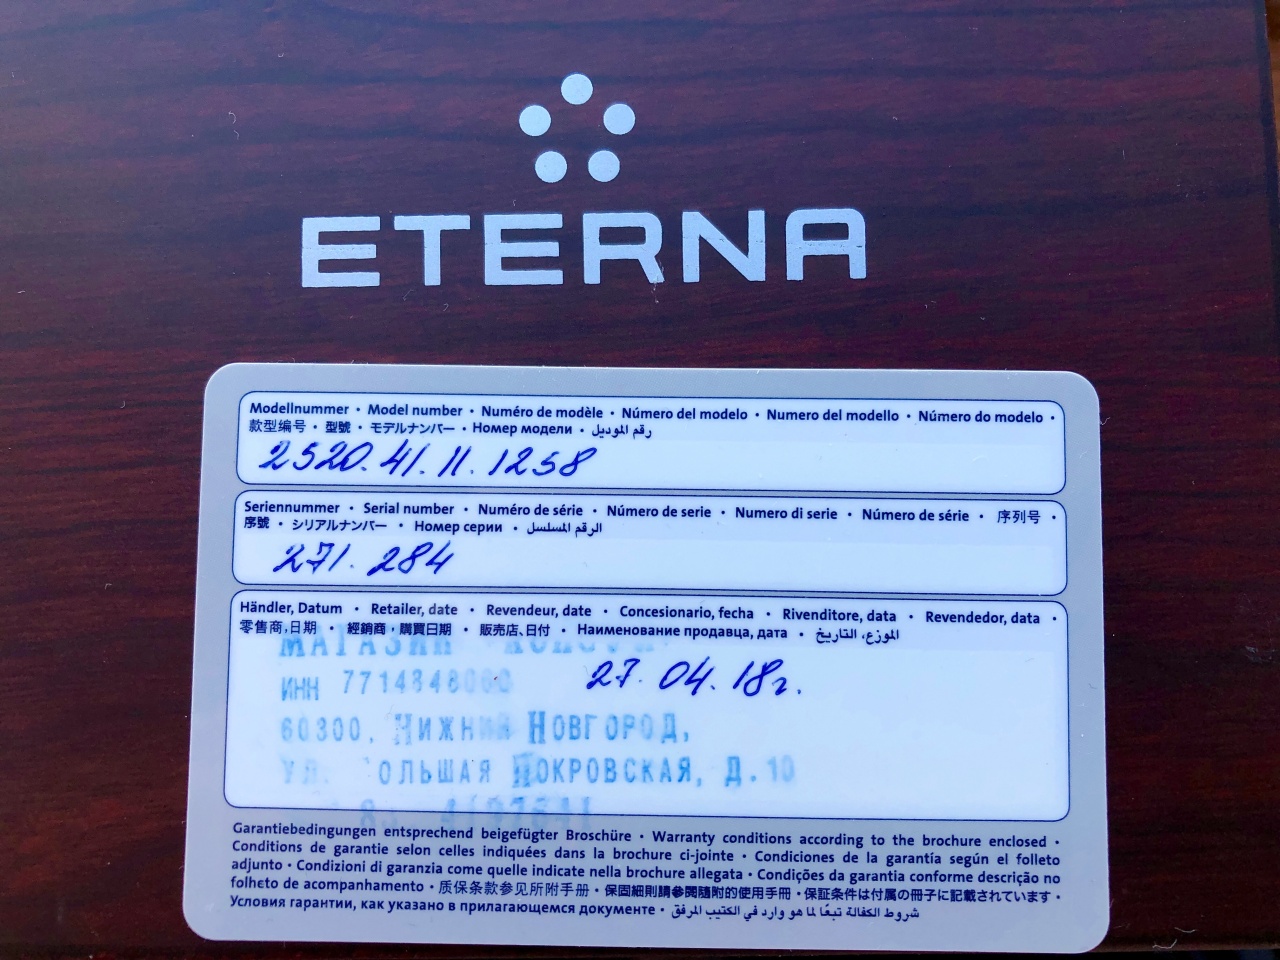 ETERNA
Modellnummer • Model number • Numéro de modèle • Número del modelo • Numero del modello • Número do modelo •
款型编号 • 型號 • モデルナンバー • Номер модели • رقم الموديل
2520.41.11.1258
Seriennummer • Serial number • Numéro de série • Número de serie • Numero di serie • Número de série • 序列号 •
序號 • シリアルナンバー • Номер серии • الرقم المسلسل
271.284
Händler, Datum • Retailer, date • Revendeur, date • Concesionario, fecha • Rivenditore, data • Revendedor, data •
零售商,日期 • 經銷商，購買日期 • 販売店、日付 • Наименование продавца, дата • الموزع، التاريخ
МАГАЗИН
ИНН
27.04.18г.
60300, НИЖНИЙ НОВГОРОД,
УЛ. БОЛЬШАЯ ПОКРОВСКАЯ, Д.10
Garantiebedingungen entsprechend beigefügter Broschüre • Warranty conditions according to the brochure enclosed •
Conditions de garantie selon celles indiquées dans la brochure ci-jointe • Condiciones de la garantía según el folleto
adjunto • Condizioni di garanzia come quelle indicate nella brochure allegata • Condições da garantia conforme descrição no
folheto de acompanhamento • 质保条款参见所附手册 • 保固細則請參閱隨附的使用手冊 • 保証条件は付属の冊子に記載されています •
Условия гарантии, как указано в прилагающемся документе • شروط الكفالة تبعًا لما هو وارد في الكتيب المرفق